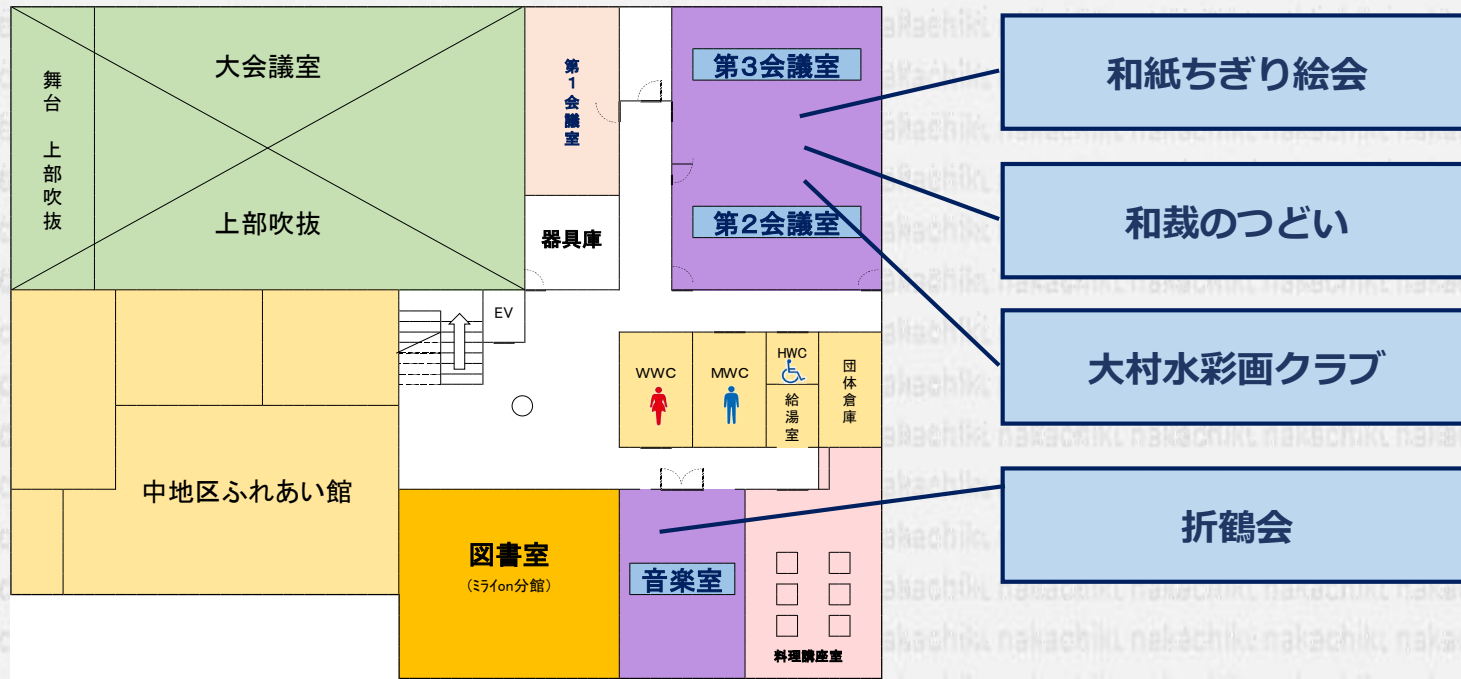 大会議室
舞台 上部吹抜
上部吹抜
第1会議室
器具庫
第3会議室
第2会議室
和紙ちぎり絵会
和裁のつどい
大村水彩画クラブ
折鶴会
EV
WWC
MWC
HWC
給湯室
団体倉庫
中地区ふれあい館
図書室
(ミライon分館)
音楽室
料理講座室
nakachiku nakachiku nakachiku nakachiku